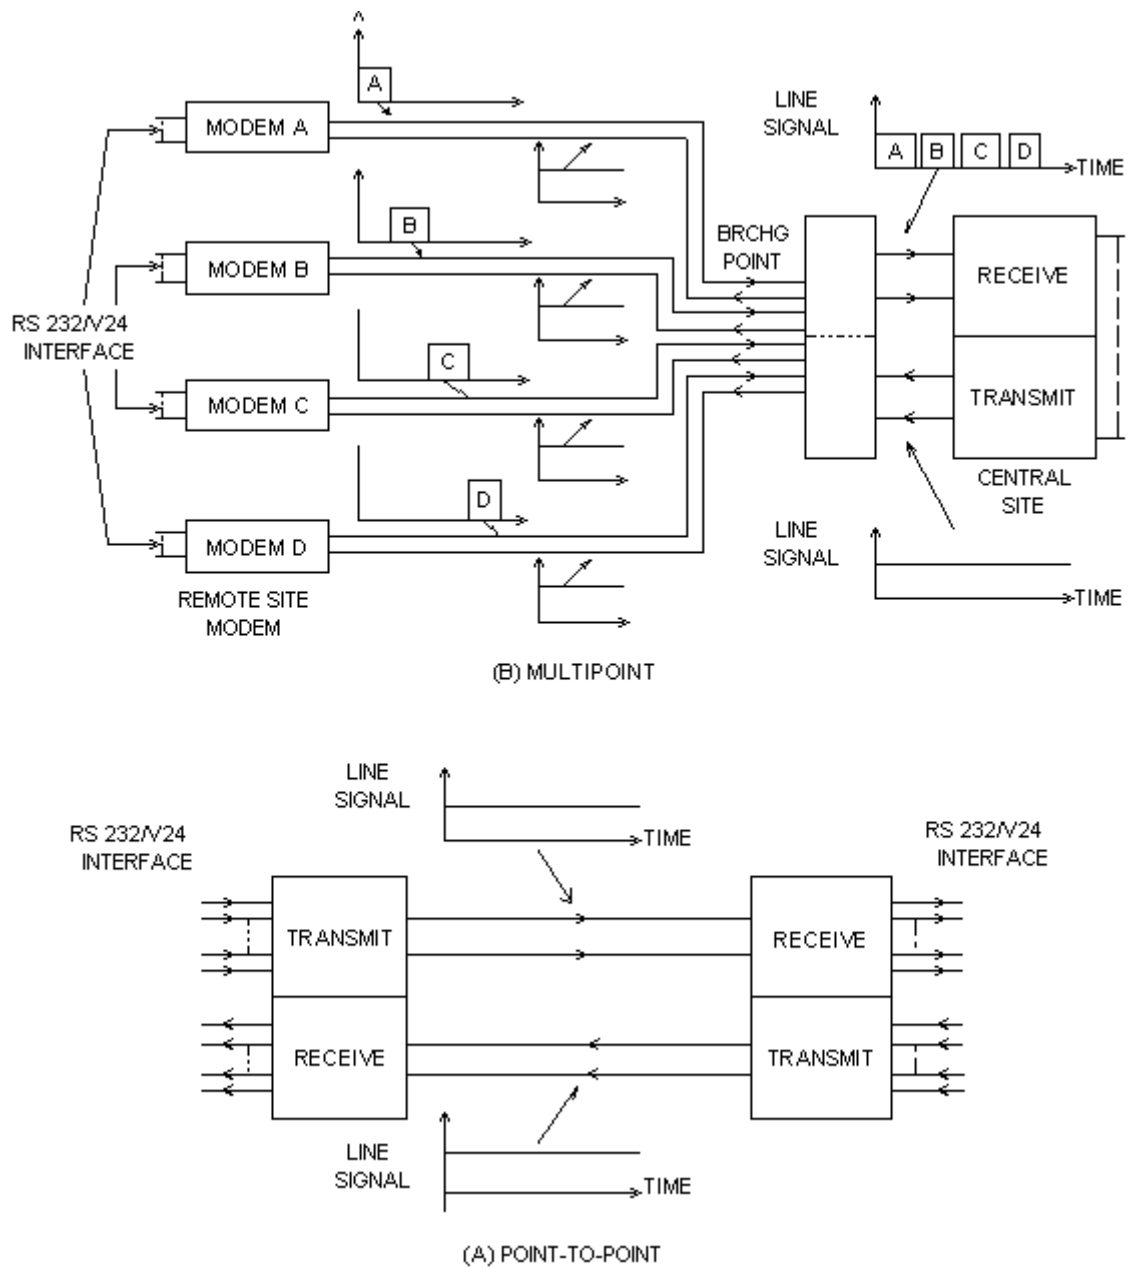 A
MODEM A
LINE
SIGNAL
A B C D
TIME
B
MODEM B
BRCHG
POINT
RECEIVE
RS 232/V24
INTERFACE
C
MODEM C
TRANSMIT
CENTRAL
SITE
D
MODEM D
LINE
SIGNAL
TIME
REMOTE SITE
MODEM
(B) MULTIPOINT
LINE
SIGNAL
TIME
RS 232/V24
INTERFACE
RS 232/V24
INTERFACE
TRANSMIT
RECEIVE
RECEIVE
TRANSMIT
LINE
SIGNAL
TIME
(A) POINT-TO-POINT